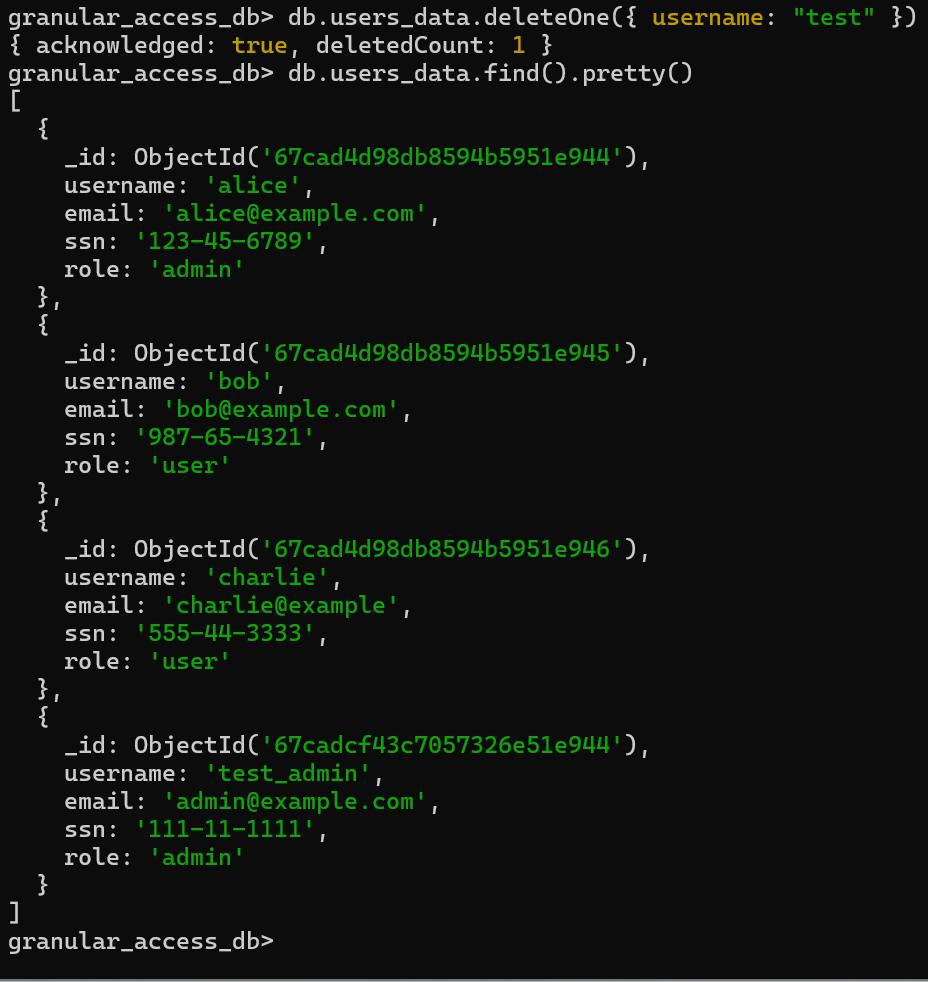 granular_access_db> db.users_data.deleteOne({ username: "test" })
{ acknowledged: true, deletedCount: 1 }
granular_access_db> db.users_data.find().pretty()
[
  {
    _id: ObjectId('67cad4d98db8594b5951e944'),
    username: 'alice',
    email: 'alice@example.com',
    ssn: '123-45-6789',
    role: 'admin'
  },
  {
    _id: ObjectId('67cad4d98db8594b5951e945'),
    username: 'bob',
    email: 'bob@example.com',
    ssn: '987-65-4321',
    role: 'user'
  },
  {
    _id: ObjectId('67cad4d98db8594b5951e946'),
    username: 'charlie',
    email: 'charlie@example',
    ssn: '555-44-3333',
    role: 'user'
  },
  {
    _id: ObjectId('67cadcf43c7057326e51e944'),
    username: 'test_admin',
    email: 'admin@example.com',
    ssn: '111-11-1111',
    role: 'admin'
  }
]
granular_access_db>